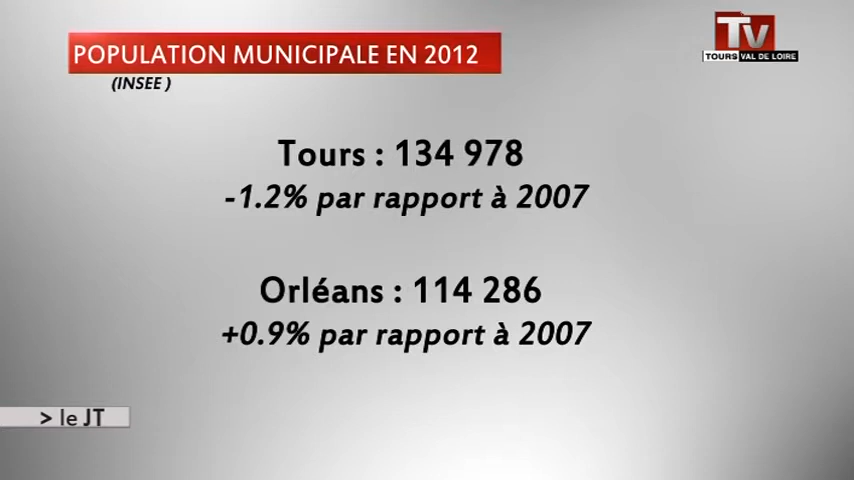 POPULATION MUNICIPALE EN 2012
(INSEE )
TV
TOURS VAL DE LOIRE
Tours : 134 978
-1.2% par rapport à 2007
Orléans : 114 286
+0.9% par rapport à 2007
> le JT